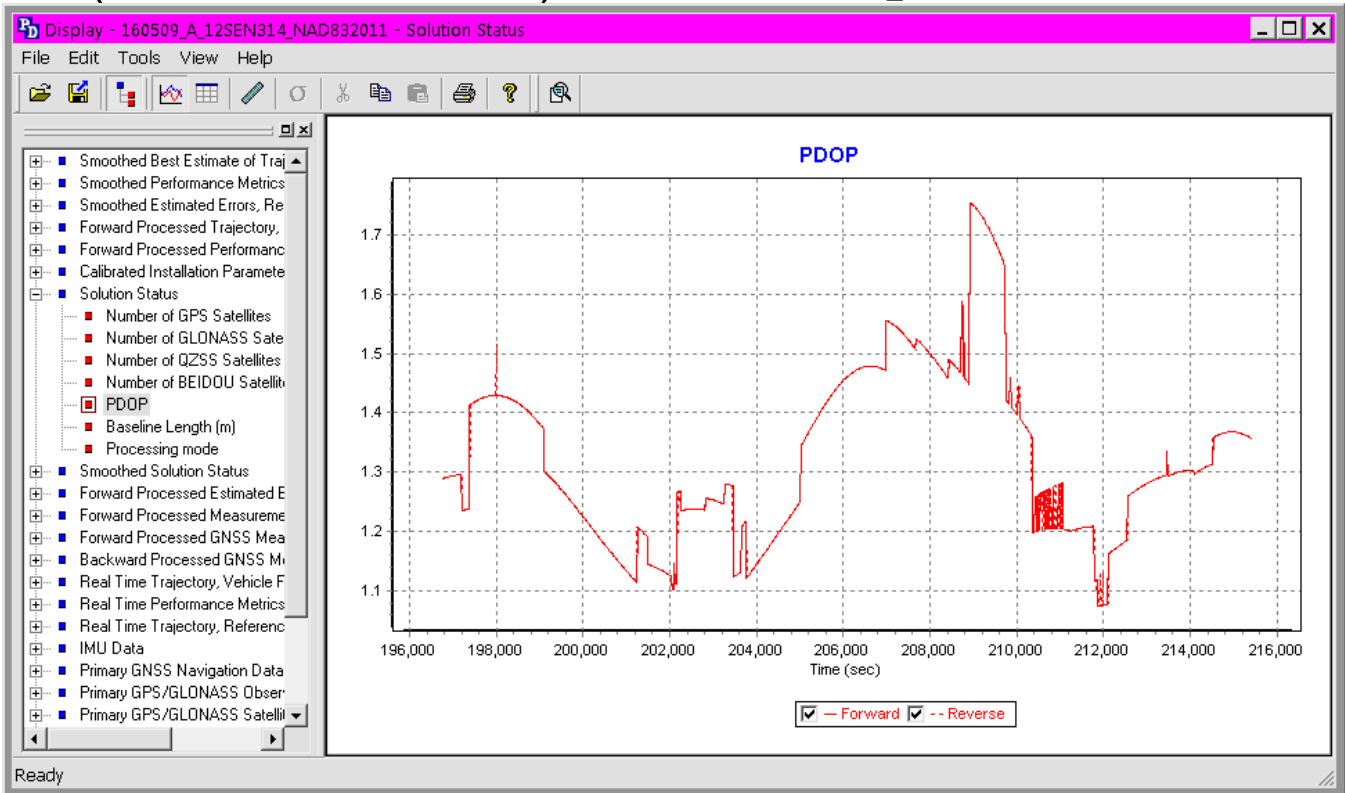 Display - 160509_A_12SEN314_NAD832011 - Solution Status
File Edit Tools View Help
Smoothed Best Estimate of Traj
Smoothed Performance Metrics
Smoothed Estimated Errors, Re
Forward Processed Trajectory,
Forward Processed Performanc
Calibrated Installation Paramete
Solution Status
Number of GPS Satellites
Number of GLONASS Sate
Number of QZSS Satellites
Number of BEIDOU Satellit
PDOP
Baseline Length (m)
Processing mode
Smoothed Solution Status
Forward Processed Estimated E
Forward Processed Measureme
Forward Processed GNSS Mea
Backward Processed GNSS M
Real Time Trajectory, Vehicle F
Real Time Performance Metrics
Real Time Trajectory, Referenc
IMU Data
Primary GNSS Navigation Data
Primary GPS/GLONASS Obser
Primary GPS/GLONASS Satelli
PDOP
1.7
1.6
1.5
1.4
1.3
1.2
1.1
196,000 198,000 200,000 202,000 204,000 206,000 208,000 210,000 212,000 214,000 216,000
Time (sec)
— Forward -- Reverse
Ready